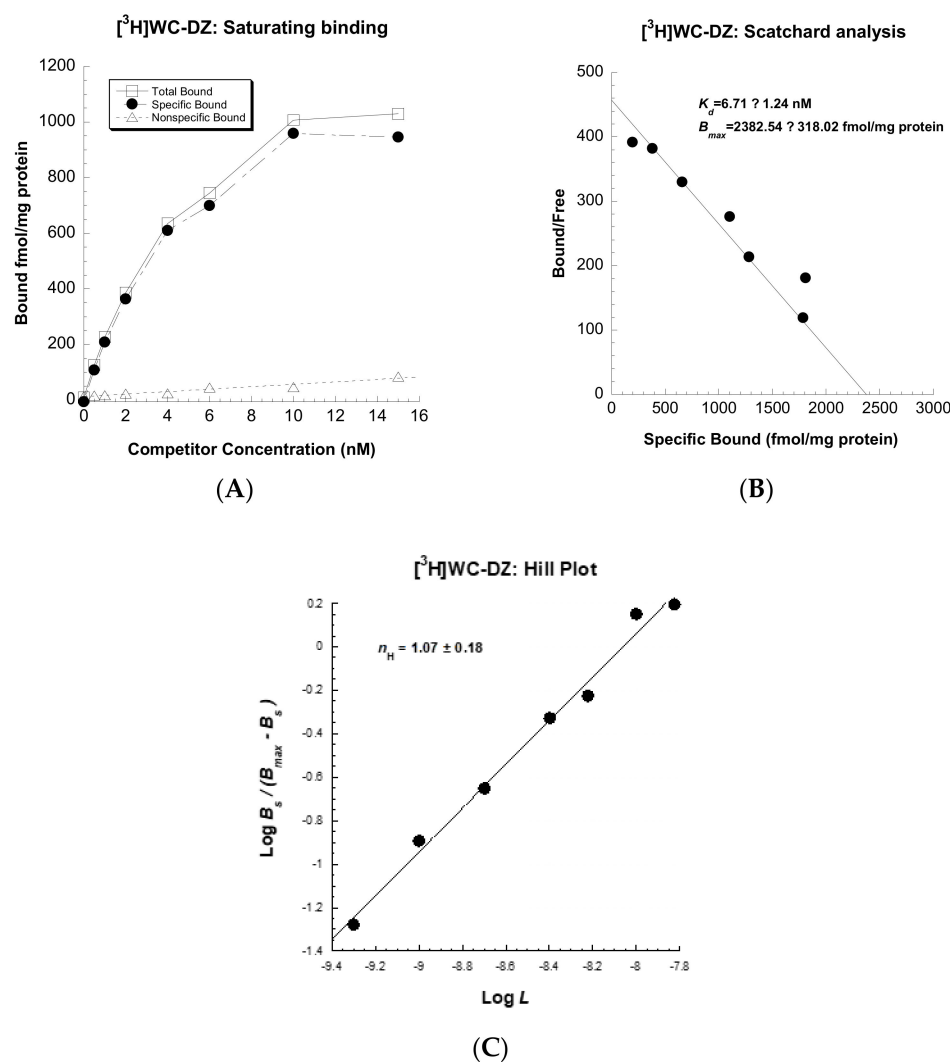 [³H]WC-DZ: Saturating binding
1200
1000
800
600
400
200
0
Total Bound
Specific Bound
Nonspecific Bound
0 2 4 6 8 10 12 14 16
Bound fmol/mg protein
Competitor Concentration (nM)
(A)
[³H]WC-DZ: Scatchard analysis
500
400
300
200
100
0
K_d=6.71 ? 1.24 nM
B_max=2382.54 ? 318.02 fmol/mg protein
0 500 1000 1500 2000 2500 3000
Bound/Free
Specific Bound (fmol/mg protein)
(B)
[³H]WC-DZ: Hill Plot
0.2
0
-0.2
-0.4
-0.6
-0.8
-1
-1.2
-1.4
n_H = 1.07 ± 0.18
-9.4 -9.2 -9 -8.8 -8.6 -8.4 -8.2 -8 -7.8
Log B_s / (B_max - B_s)
Log L
(C)